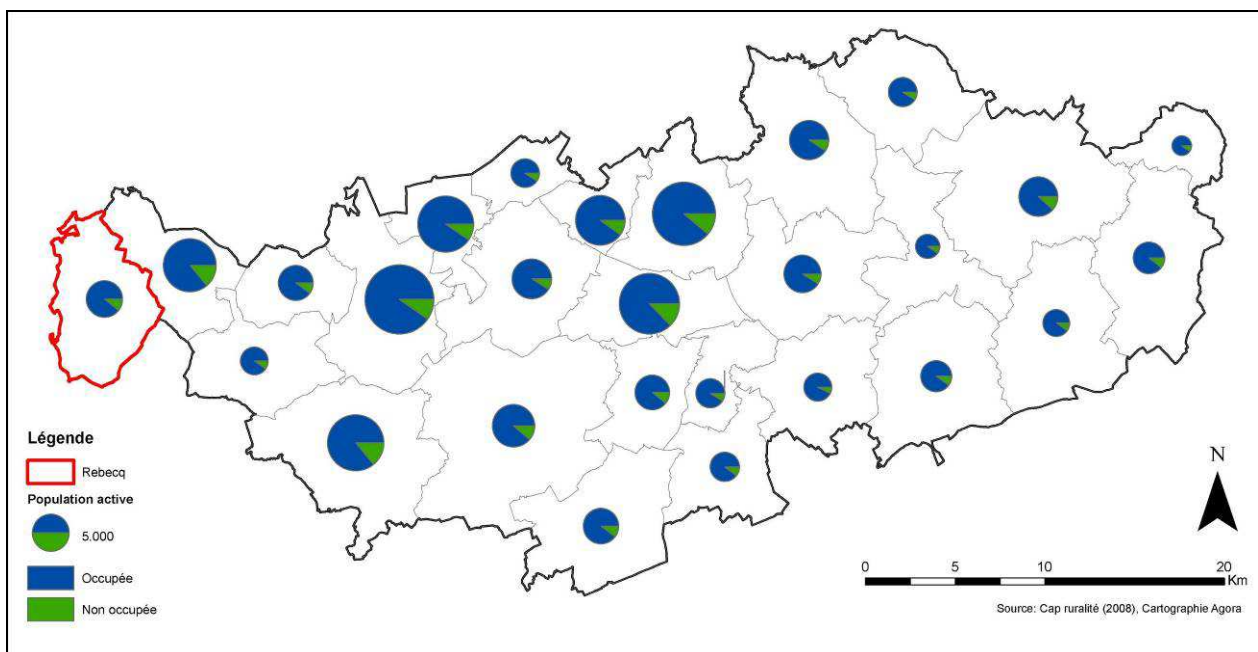 Légende
Rebecq
Population active
5.000
Occupée
Non occupée
N
0 5 10 20
Km
Source: Cap ruralité (2008), Cartographie Agora